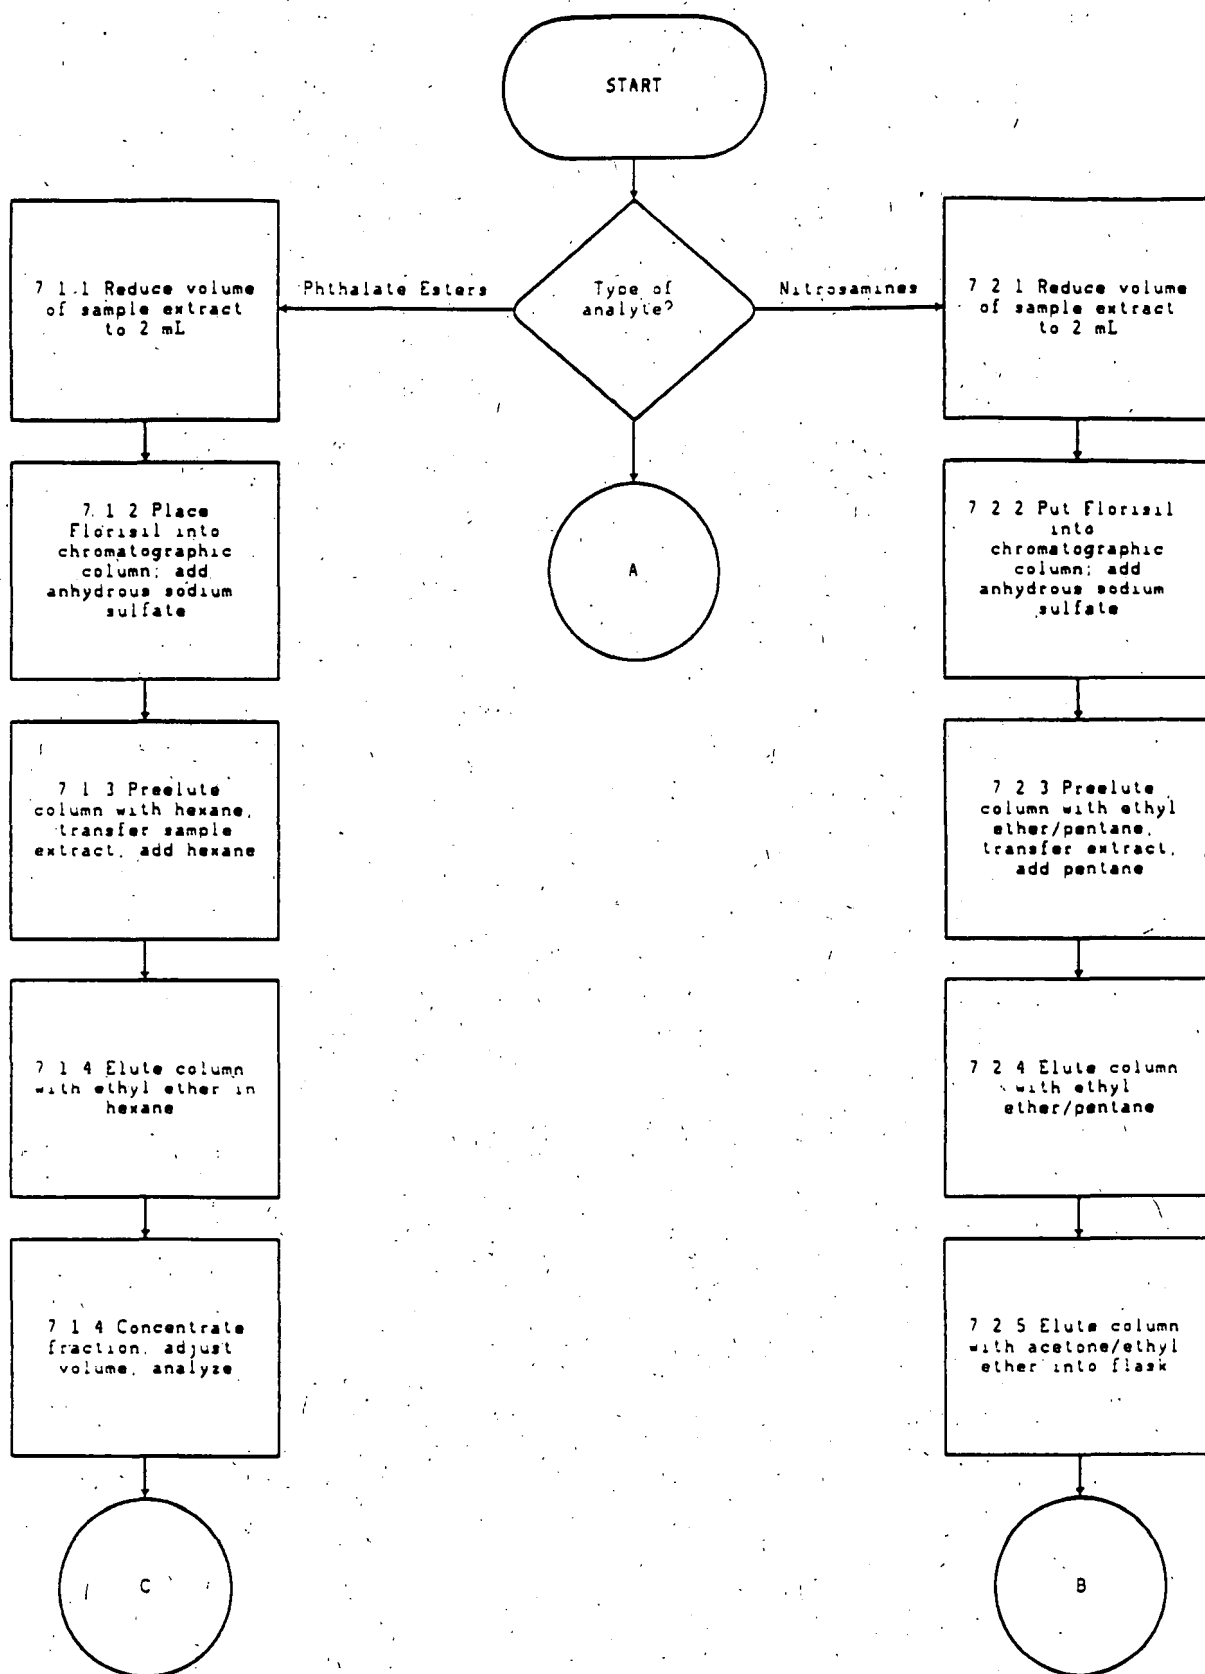 START
Type of
analyte?
Phthalate Esters
Nitrosamines
A
7 1.1 Reduce volume
of sample extract
to 2 mL
7. 1 2 Place
Florisil into
chromatographic
column; add
anhydrous sodium
sulfate
7 1 3 Preelute
column with hexane,
transfer sample
extract, add hexane
7 1 4 Elute column
with ethyl ether in
hexane
7 1 4 Concentrate
fraction, adjust
volume, analyze
C
7 2 1 Reduce volume
of sample extract
to 2 mL
7 2 2 Put Florisil
into
chromatographic
column; add
anhydrous sodium
sulfate
7 2 3 Preelute
column with ethyl
ether/pentane,
transfer extract,
add pentane
7 2 4 Elute column
with ethyl
ether/pentane
7 2 5 Elute column
with acetone/ethyl
ether into flask
B